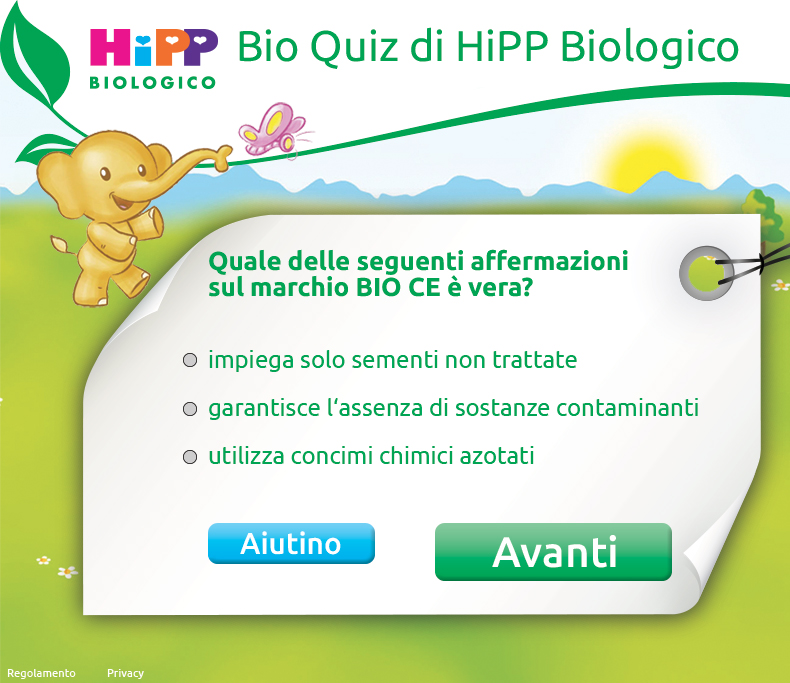 HiPP
BIOLOGICO
Bio Quiz di HiPP Biologico
Quale delle seguenti affermazioni
sul marchio BIO CE è vera?
impiega solo sementi non trattate
garantisce l‘assenza di sostanze contaminanti
utilizza concimi chimici azotati
Aiutino
Avanti
Regolamento Privacy